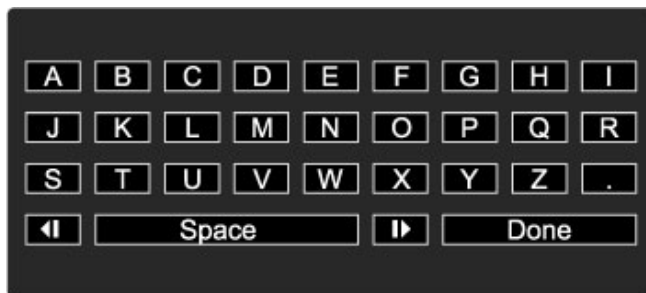 A B C D E F G H I
J K L M N O P Q R
S T U V W X Y Z .
Space Done